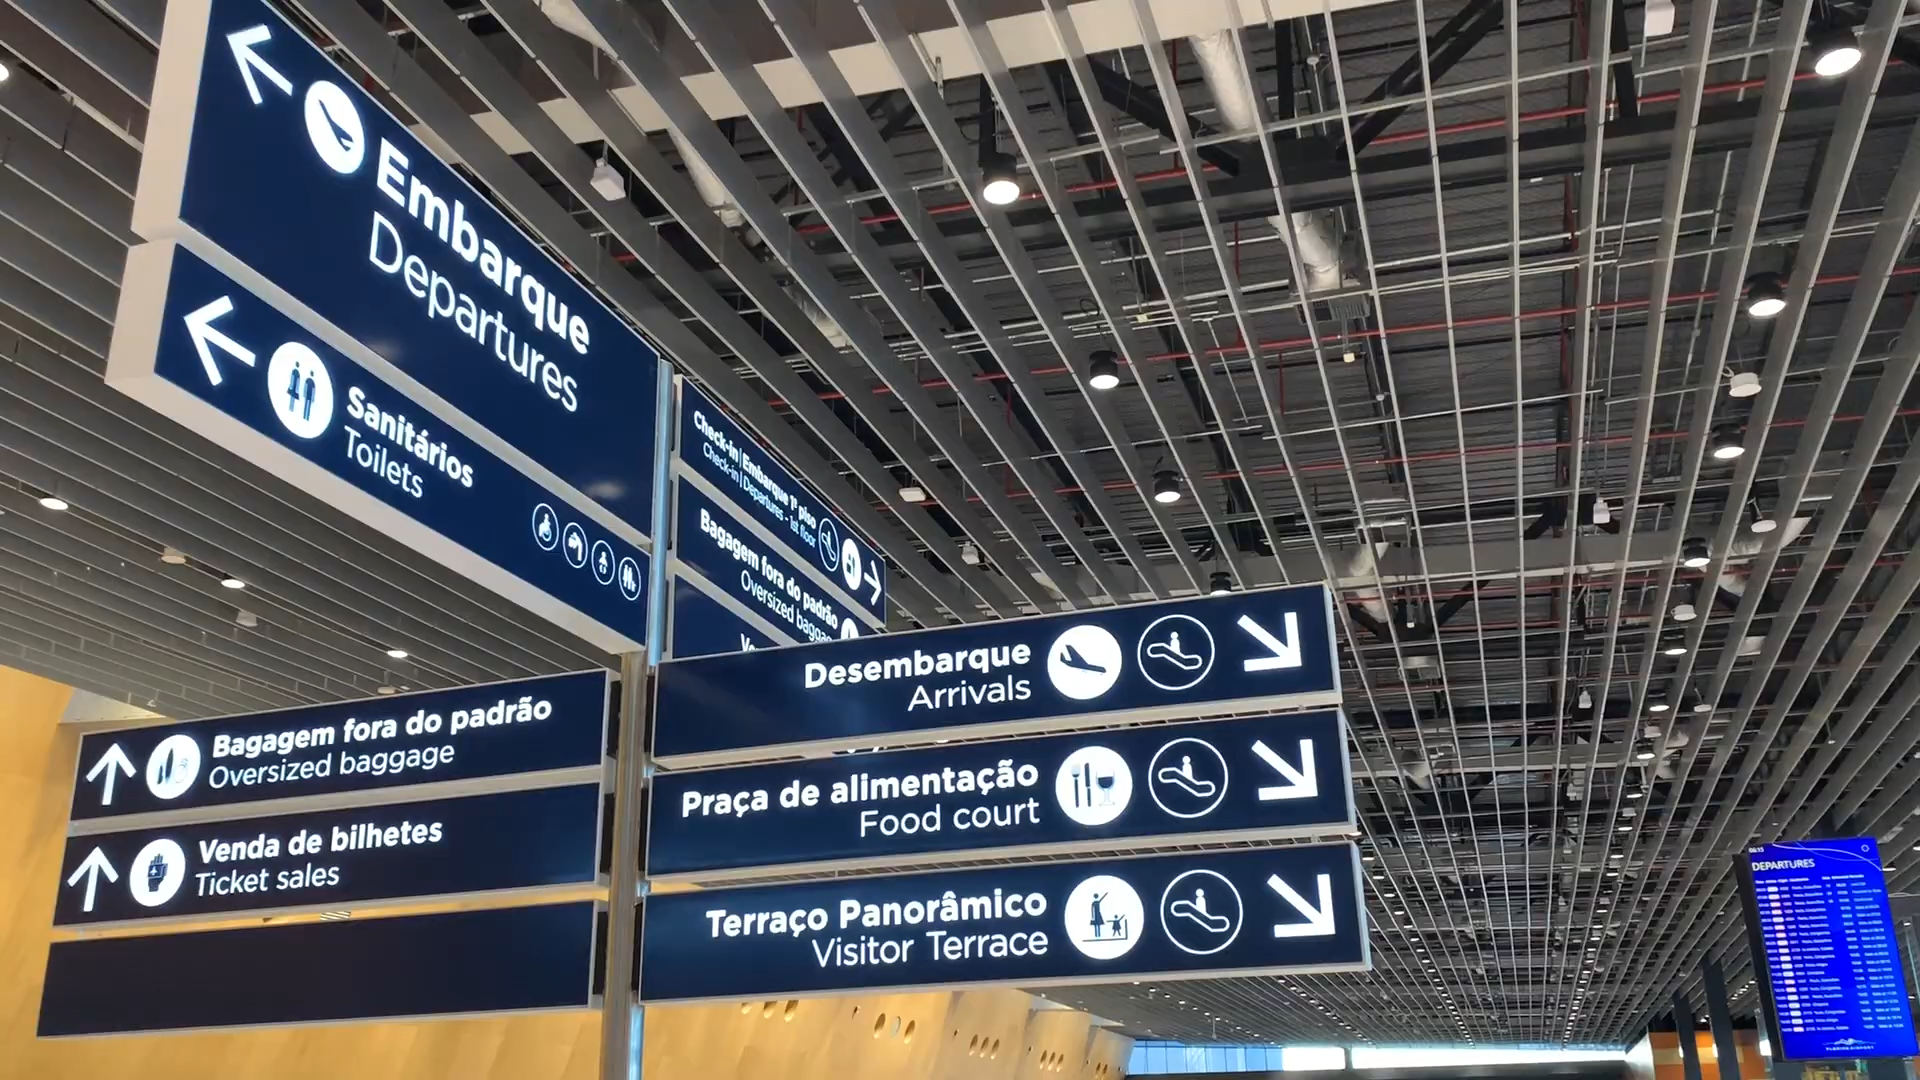 Embarque
Departures
Sanitários
Toilets
Check-in | Embarque 1º piso
Check-in | Departures - 1st floor
Bagagem fora do padrão
Oversized bagga
Ve
Desembarque
Arrivals
Praça de alimentação
Food court
Terraço Panorâmico
Visitor Terrace
Bagagem fora do padrão
Oversized baggage
Venda de bilhetes
Ticket sales
DEPARTURES